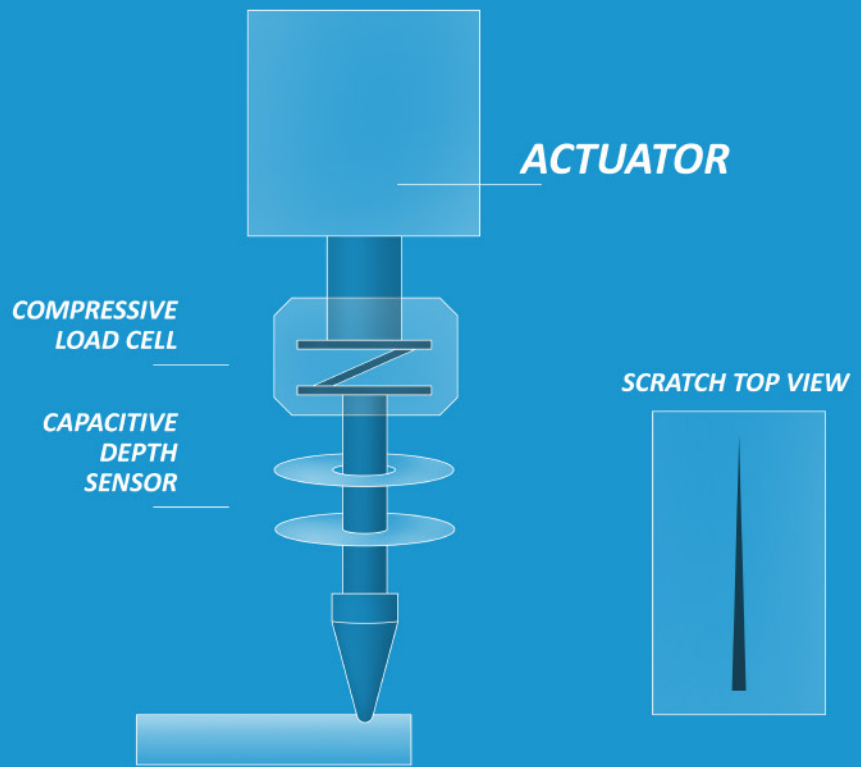 ACTUATOR
COMPRESSIVE
LOAD CELL
SCRATCH TOP VIEW
CAPACITIVE
DEPTH
SENSOR